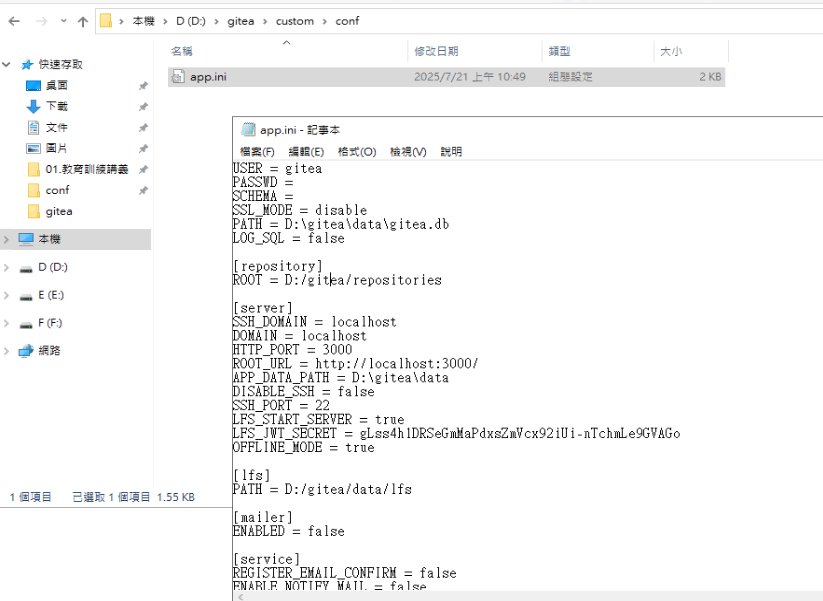 本機 > D (D:) > gitea > custom > conf
名稱 修改日期 類型 大小
快速存取
桌面
下載
文件
圖片
01.教育訓練講義
conf
gitea
本機
D (D:)
E (E:)
F (F:)
網路
app.ini 2025/7/21 上午 10:49 組態設定 2 KB
1 個項目 已選取 1 個項目 1.55 KB
app.ini - 記事本
檔案(F) 編輯(E) 格式(O) 檢視(V) 說明
USER = gitea
PASSWD =
SCHEMA =
SSL_MODE = disable
PATH = D:\gitea\data\gitea.db
LOG_SQL = false
[repository]
ROOT = D:/gitea/repositories
[server]
SSH_DOMAIN = localhost
DOMAIN = localhost
HTTP_PORT = 3000
ROOT_URL = http://localhost:3000/
APP_DATA_PATH = D:\gitea\data
DISABLE_SSH = false
SSH_PORT = 22
LFS_START_SERVER = true
LFS_JWT_SECRET = gLss4hlDRSeGmMaPdxsZmVcx92iUi-nTchmLe9GVAGo
OFFLINE_MODE = true
[lfs]
PATH = D:/gitea/data/lfs
[mailer]
ENABLED = false
[service]
REGISTER_EMAIL_CONFIRM = false
ENABLE_NOTIFY_MAIL = false